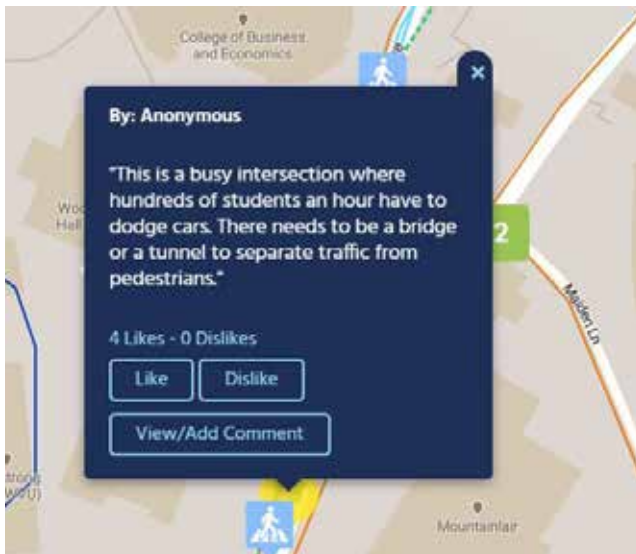 College of Business
and Economics
By: Anonymous
"This is a busy intersection where
hundreds of students an hour have to
dodge cars. There needs to be a bridge
or a tunnel to separate traffic from
pedestrians."
4 Likes - 0 Dislikes
Like
Dislike
View/Add Comment
2
Maiden Ln
Hall
WVU)
Mountainlair